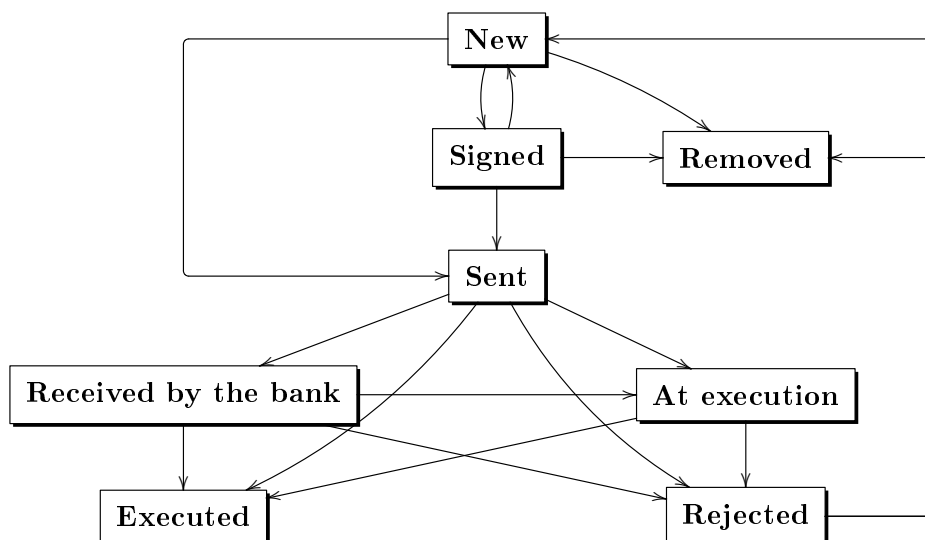 New
Signed
Removed
Sent
Received by the bank
At execution
Executed
Rejected